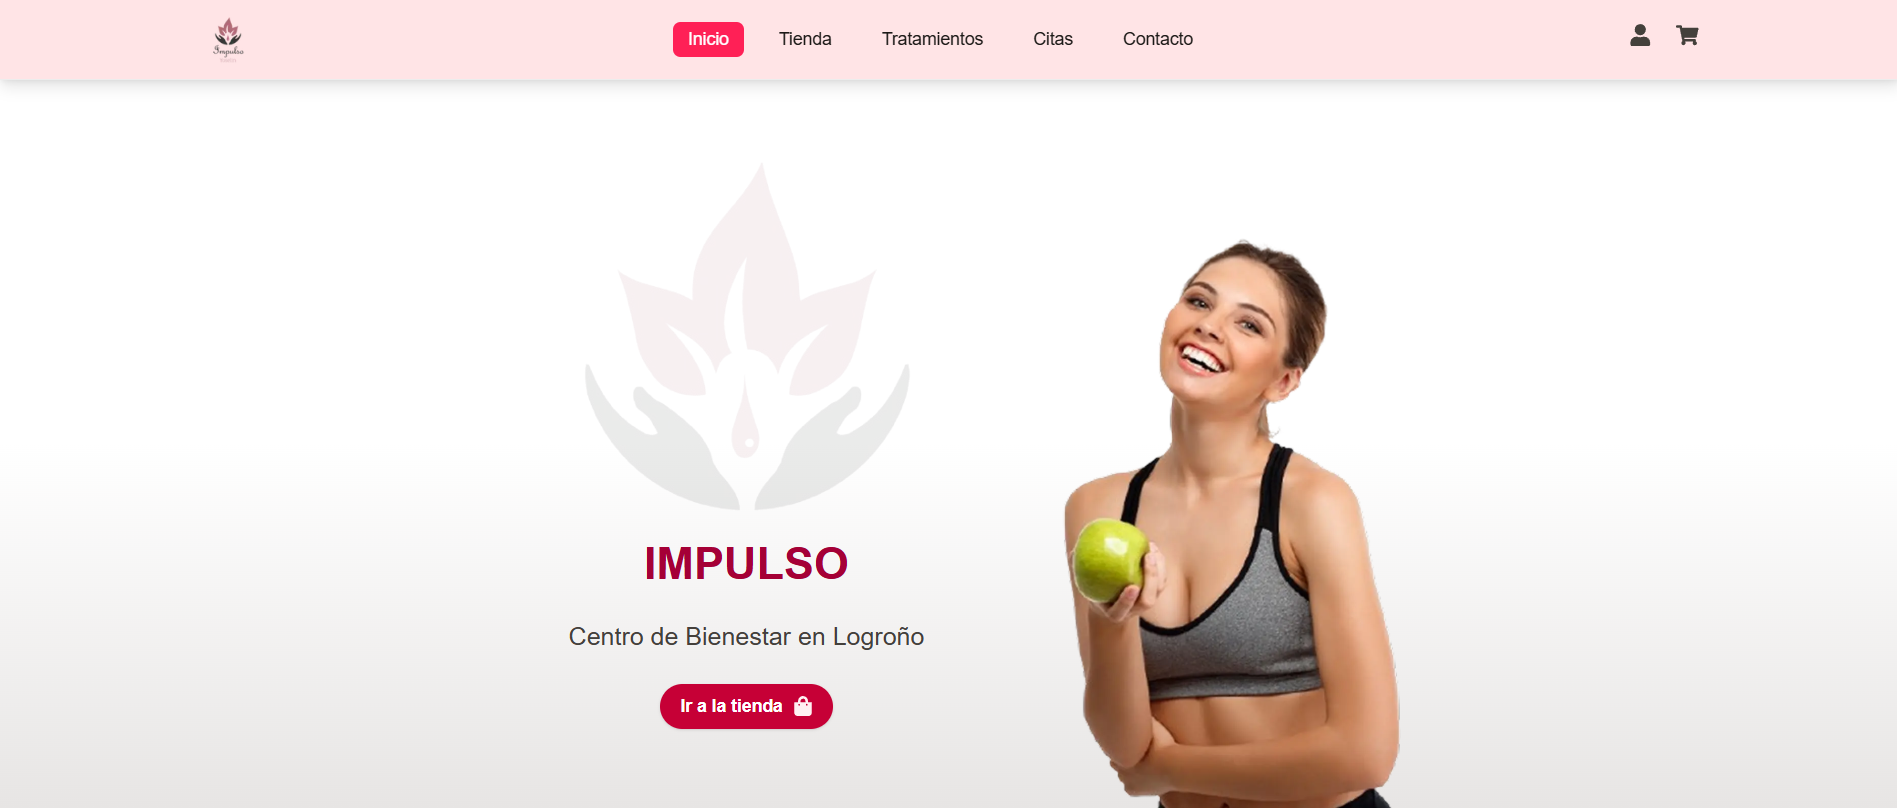 Impulso
Inicio
Tienda
Tratamientos
Citas
Contacto
IMPULSO
Centro de Bienestar en Logroño
Ir a la tienda